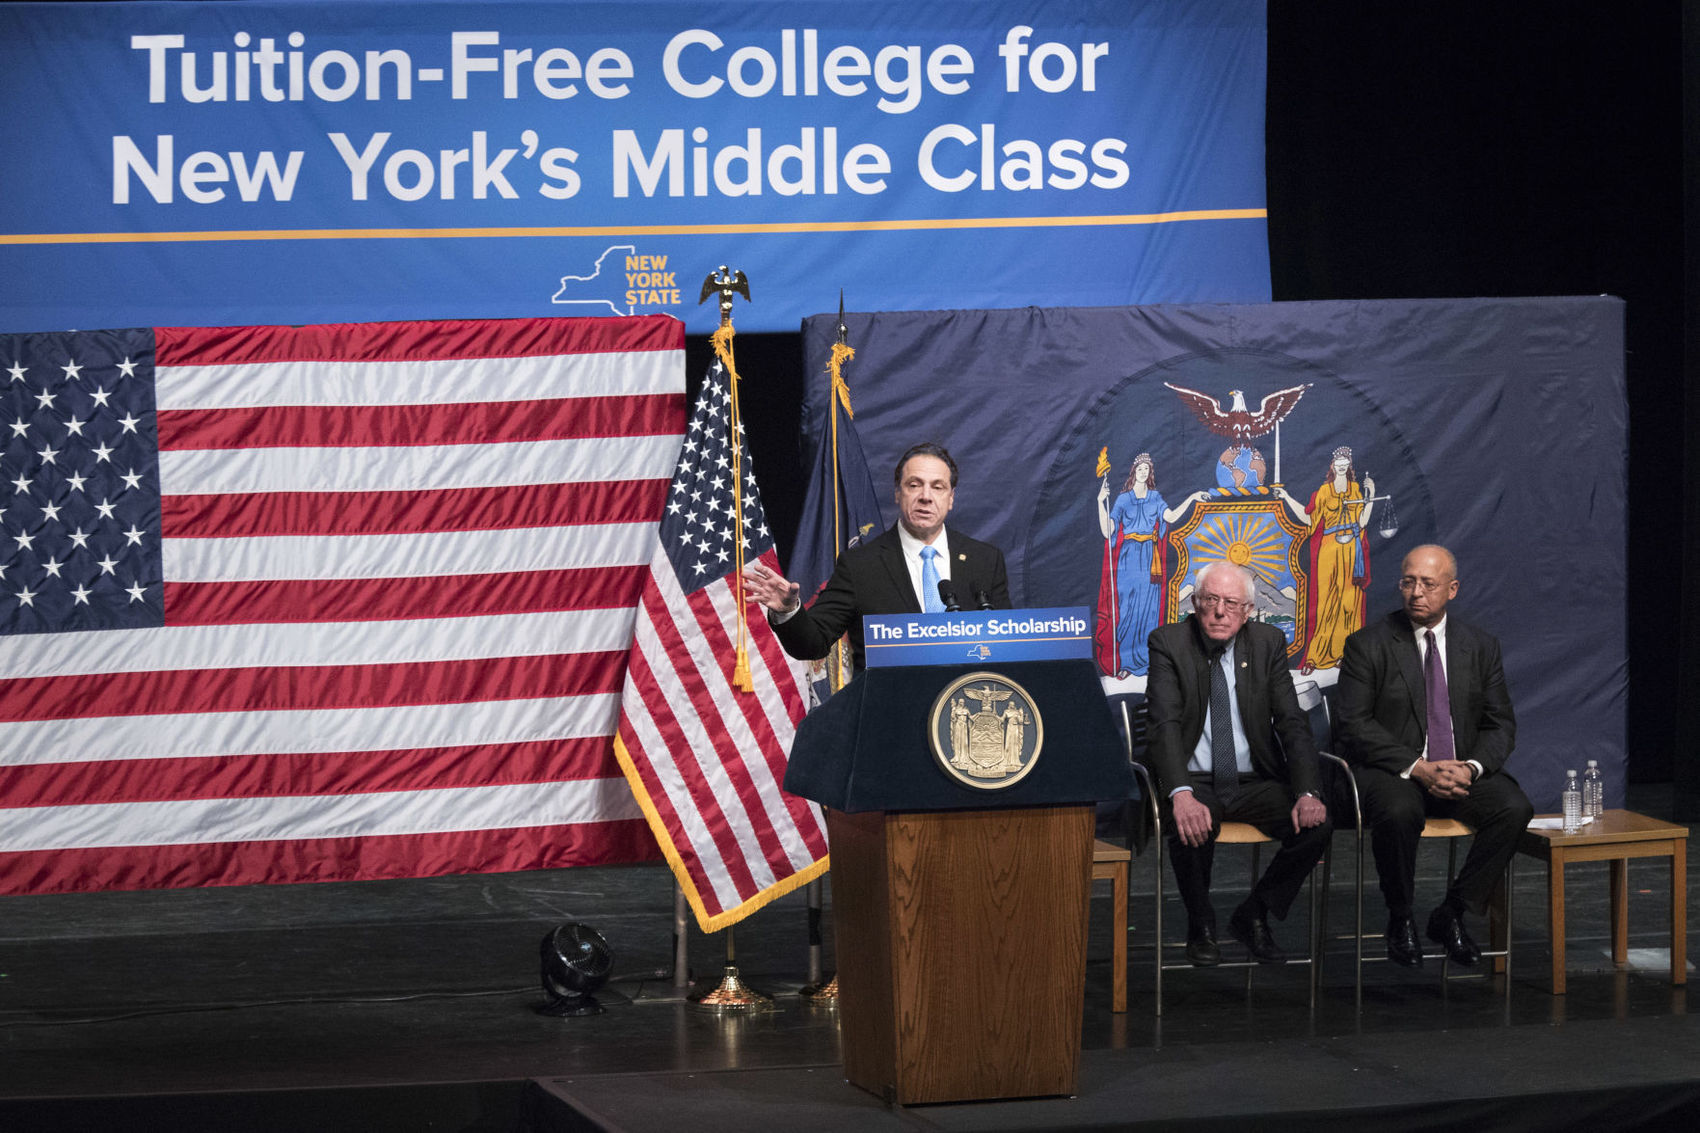 Tuition-Free College for
New York's Middle Class
NEW
YORK
STATE
The Excelsior Scholarship